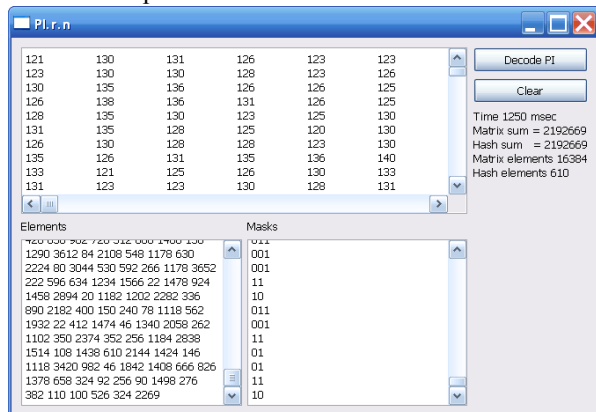 Pl.r.n
121 130 131 126 123 123
123 130 130 128 123 126
130 135 136 126 126 125
126 138 136 131 126 125
128 135 130 123 125 130
131 135 128 125 120 130
126 130 128 128 123 130
135 126 131 135 136 140
133 121 125 126 130 133
131 123 123 130 128 131
Decode PI
Clear
Time 1250 msec
Matrix sum = 2192669
Hash sum = 2192669
Matrix elements 16384
Hash elements 610
Elements
1290 3612 84 2108 548 1178 630
2224 80 3044 530 592 266 1178 3652
222 596 634 1234 1566 22 1478 924
1458 2894 20 1182 1202 2282 336
890 2182 400 150 240 78 1118 562
1932 22 412 1474 46 1340 2058 262
1102 350 2374 352 256 1184 2838
1514 108 1438 610 2144 1424 146
1118 3420 982 46 1842 1408 666 826
1378 658 324 92 256 90 1498 276
382 110 100 526 324 2269
Masks
011
001
001
11
10
011
001
11
01
01
11
10